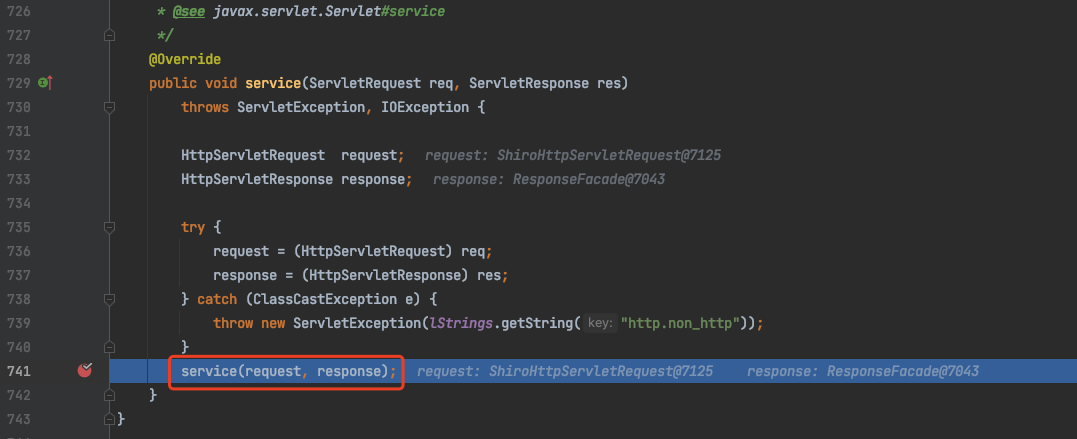 726 * @see javax.servlet.Servlet#service
727 */
728 @Override
729 public void service(ServletRequest req, ServletResponse res)
730 throws ServletException, IOException {
731
732 HttpServletRequest  request; request: ShiroHttpServletRequest@7125
733 HttpServletResponse response; response: ResponseFacade@7043
734
735 try {
736 request = (HttpServletRequest) req;
737 response = (HttpServletResponse) res;
738 } catch (ClassCastException e) {
739 throw new ServletException(lStrings.getString( key: "http.non_http"));
740 }
741 service(request, response); request: ShiroHttpServletRequest@7125 response: ResponseFacade@7043
742 }
743 }